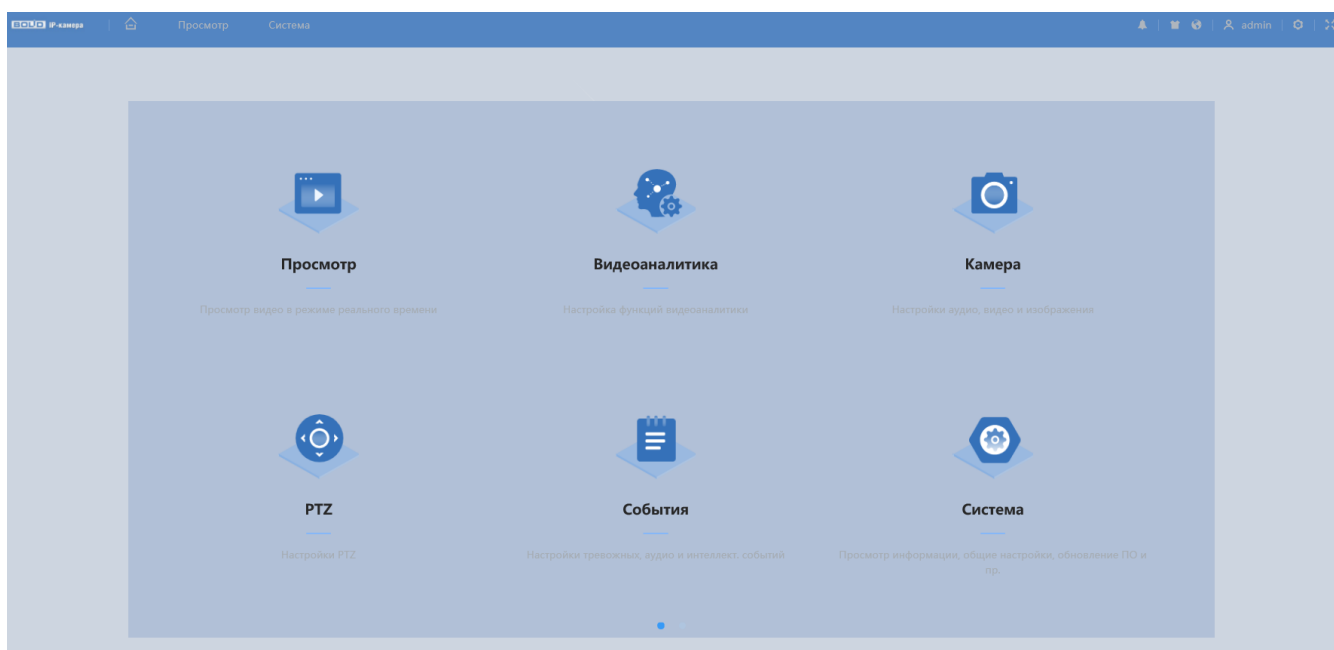 BOLID IP-камера
Просмотр
Система
admin
Просмотр
Видеоаналитика
Камера
Просмотр видео в режиме реального времени
Настройка функций видеоаналитики
Настройки аудио, видео и изображения
PTZ
События
Система
Настройки PTZ
Настройки тревожных, аудио и интеллект. событий
Просмотр информации, общие настройки, обновление ПО и
пр.